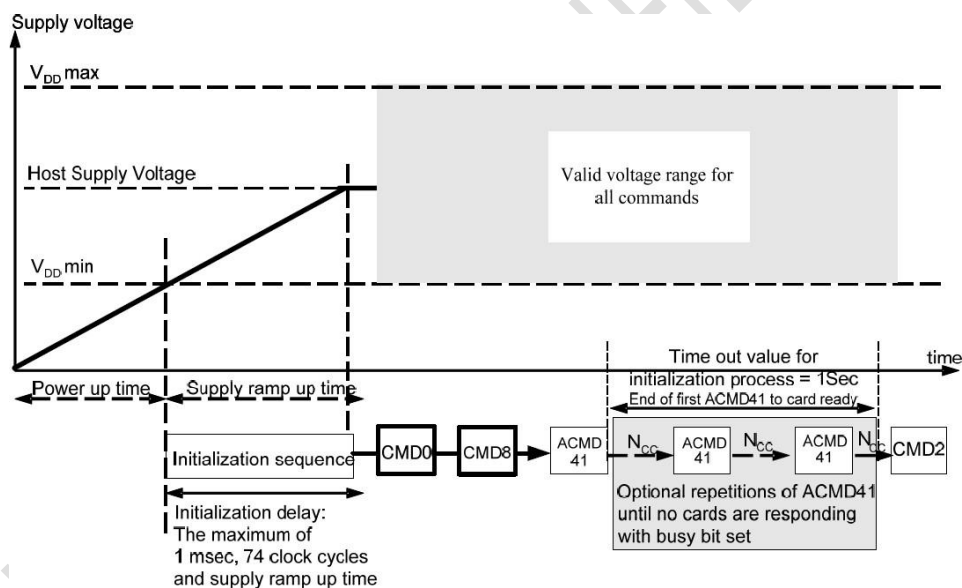 Supply voltage
VDD max
Host Supply Voltage
Valid voltage range for
all commands
VDD min
Time out value for
time
Power up time
Supply ramp up time
initialization process = 1Sec
End of first ACMD41 to card ready
Initialization sequence
CMD0
CMD8
ACMD
41
NCC
ACMD
41
NCC
ACMD
41
NCC
CMD2
Optional repetitions of ACMD41
until no cards are responding
with busy bit set
Initialization delay:
The maximum of
1 msec, 74 clock cycles
and supply ramp up time